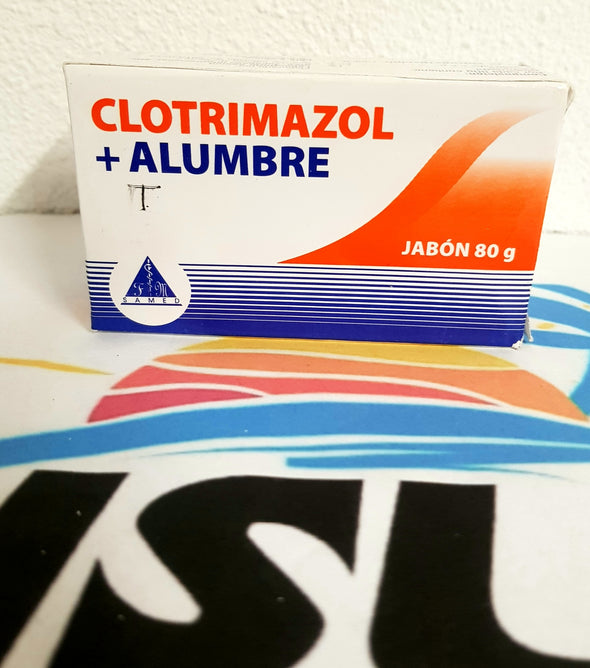 CLOTRIMAZOL
+ ALUMBRE
T.
JABÓN 80 g
F M
SAMED